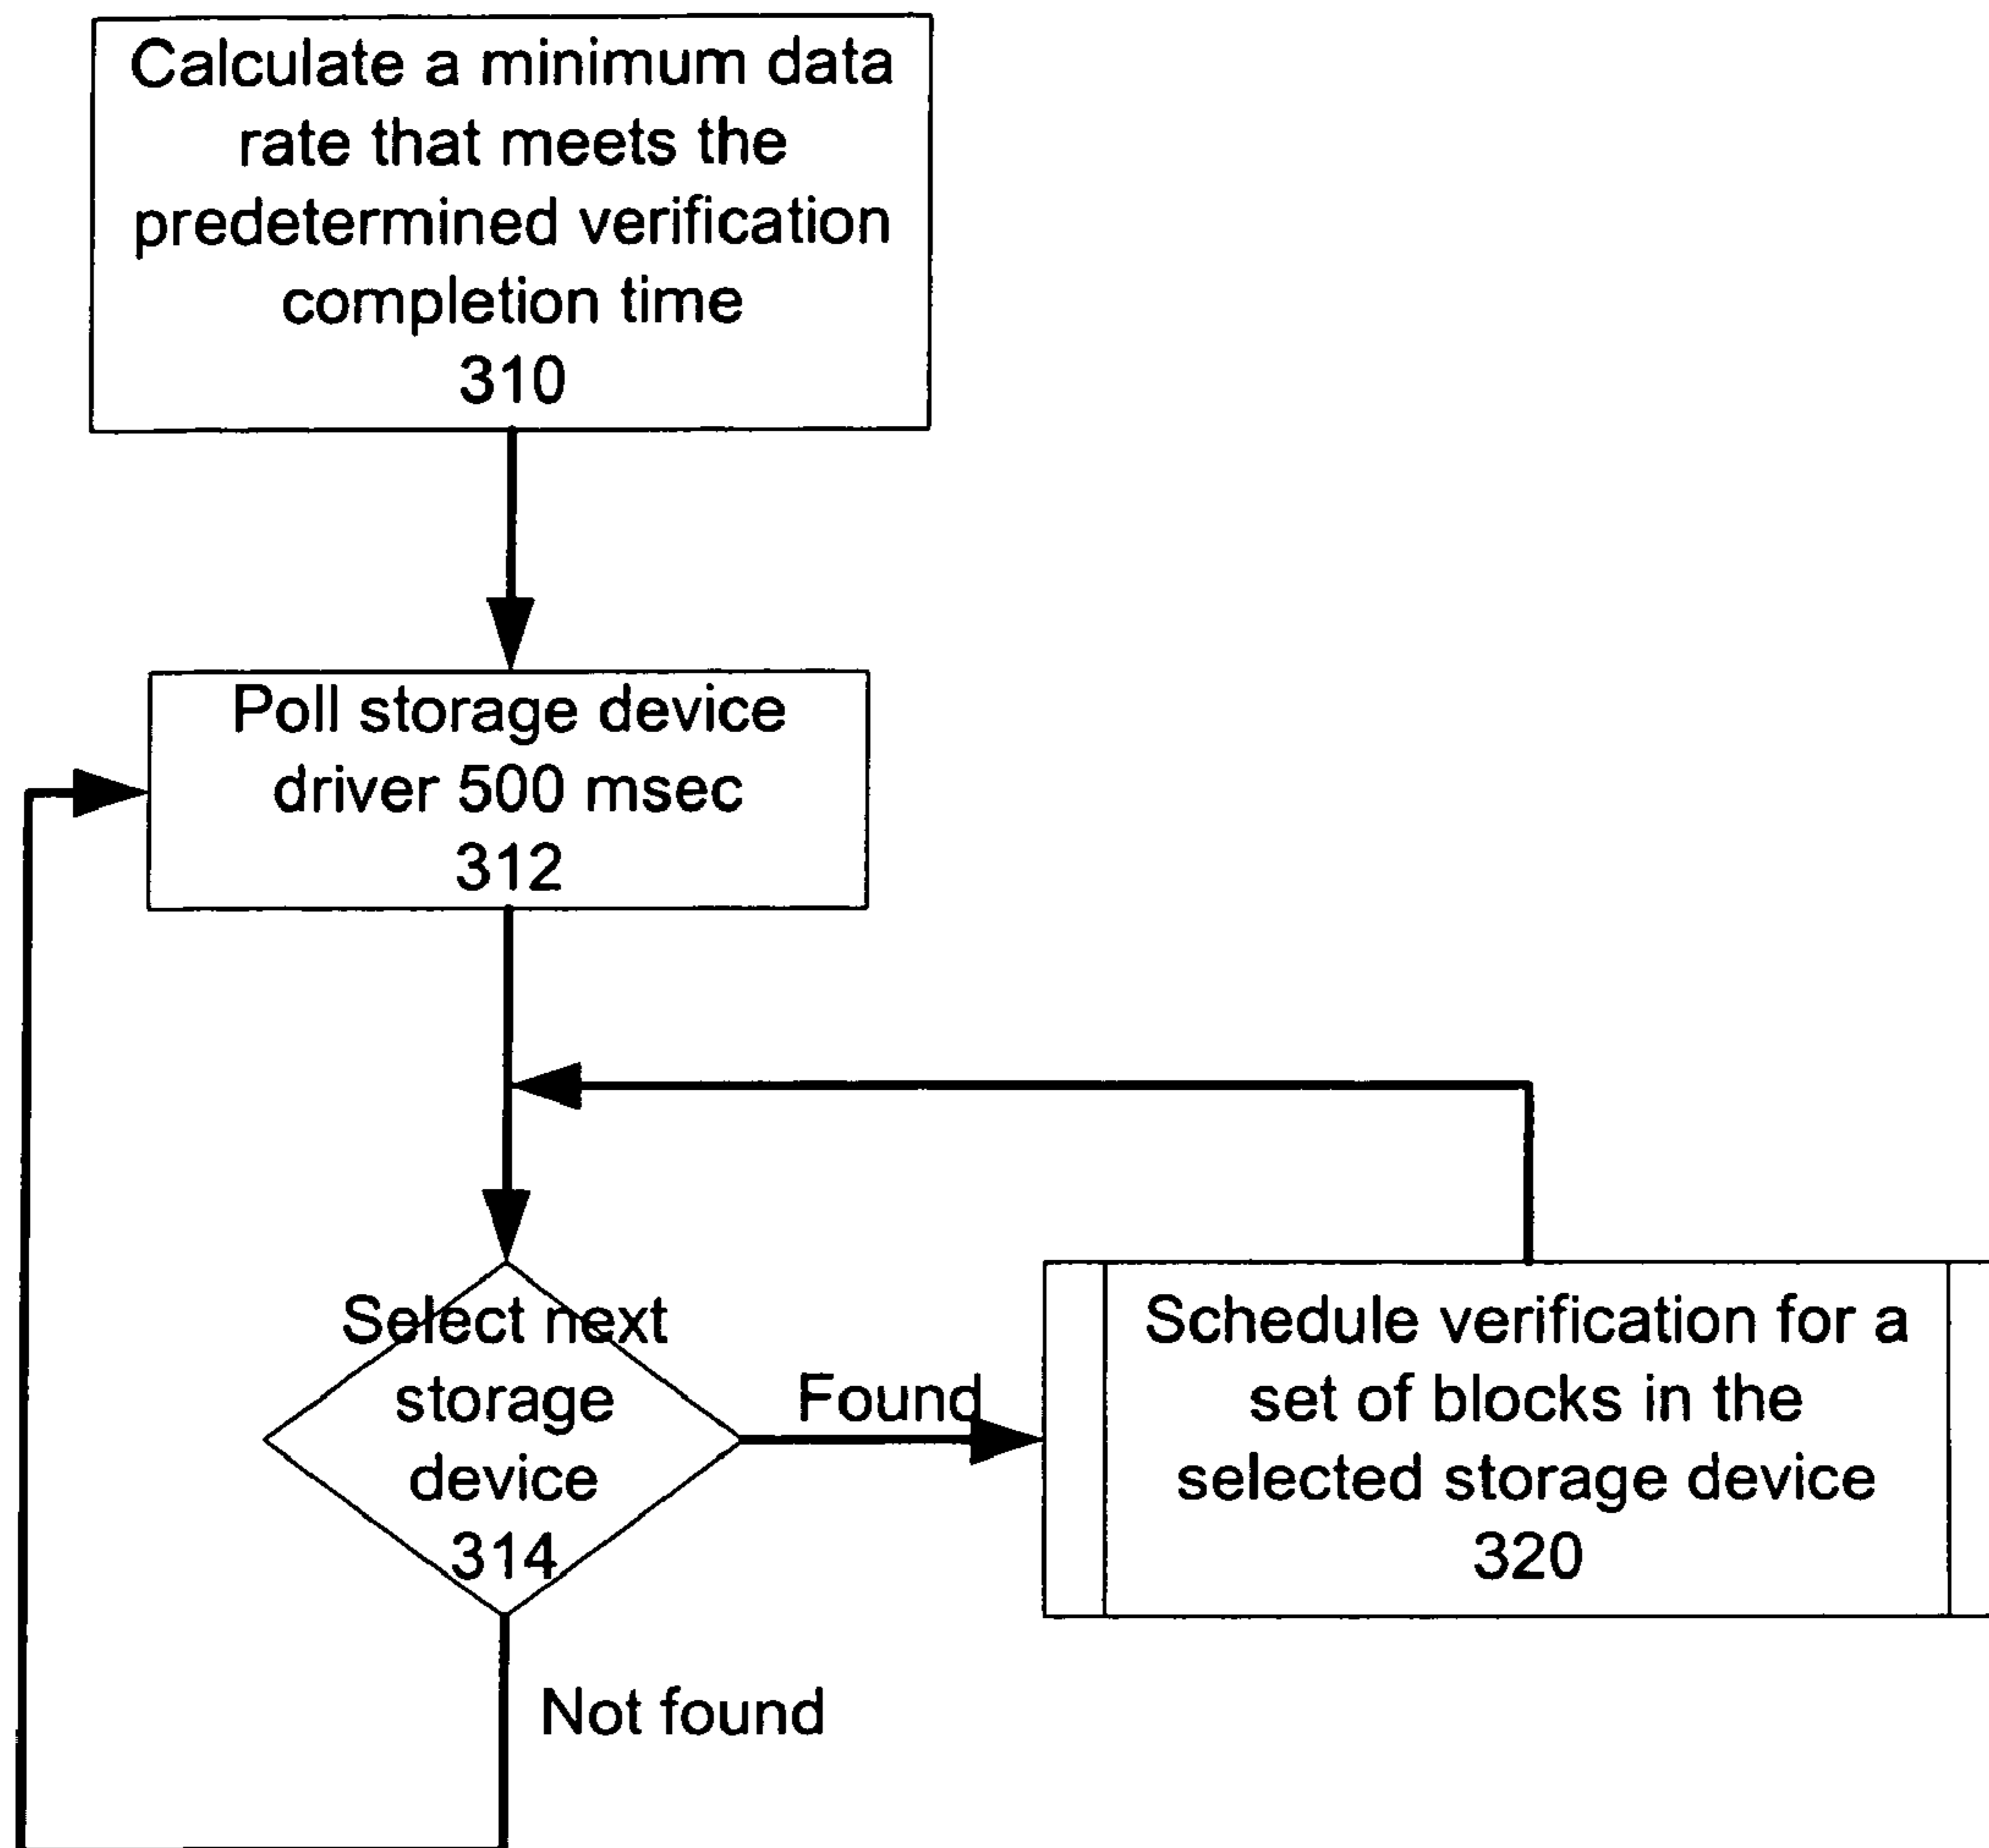 Calculate a minimum data
rate that meets the
predetermined verification
completion time
310
Poll storage device
driver 500 msec
312
Select next
storage
device
314
Found
Schedule verification for a
set of blocks in the
selected storage device
320
Not found